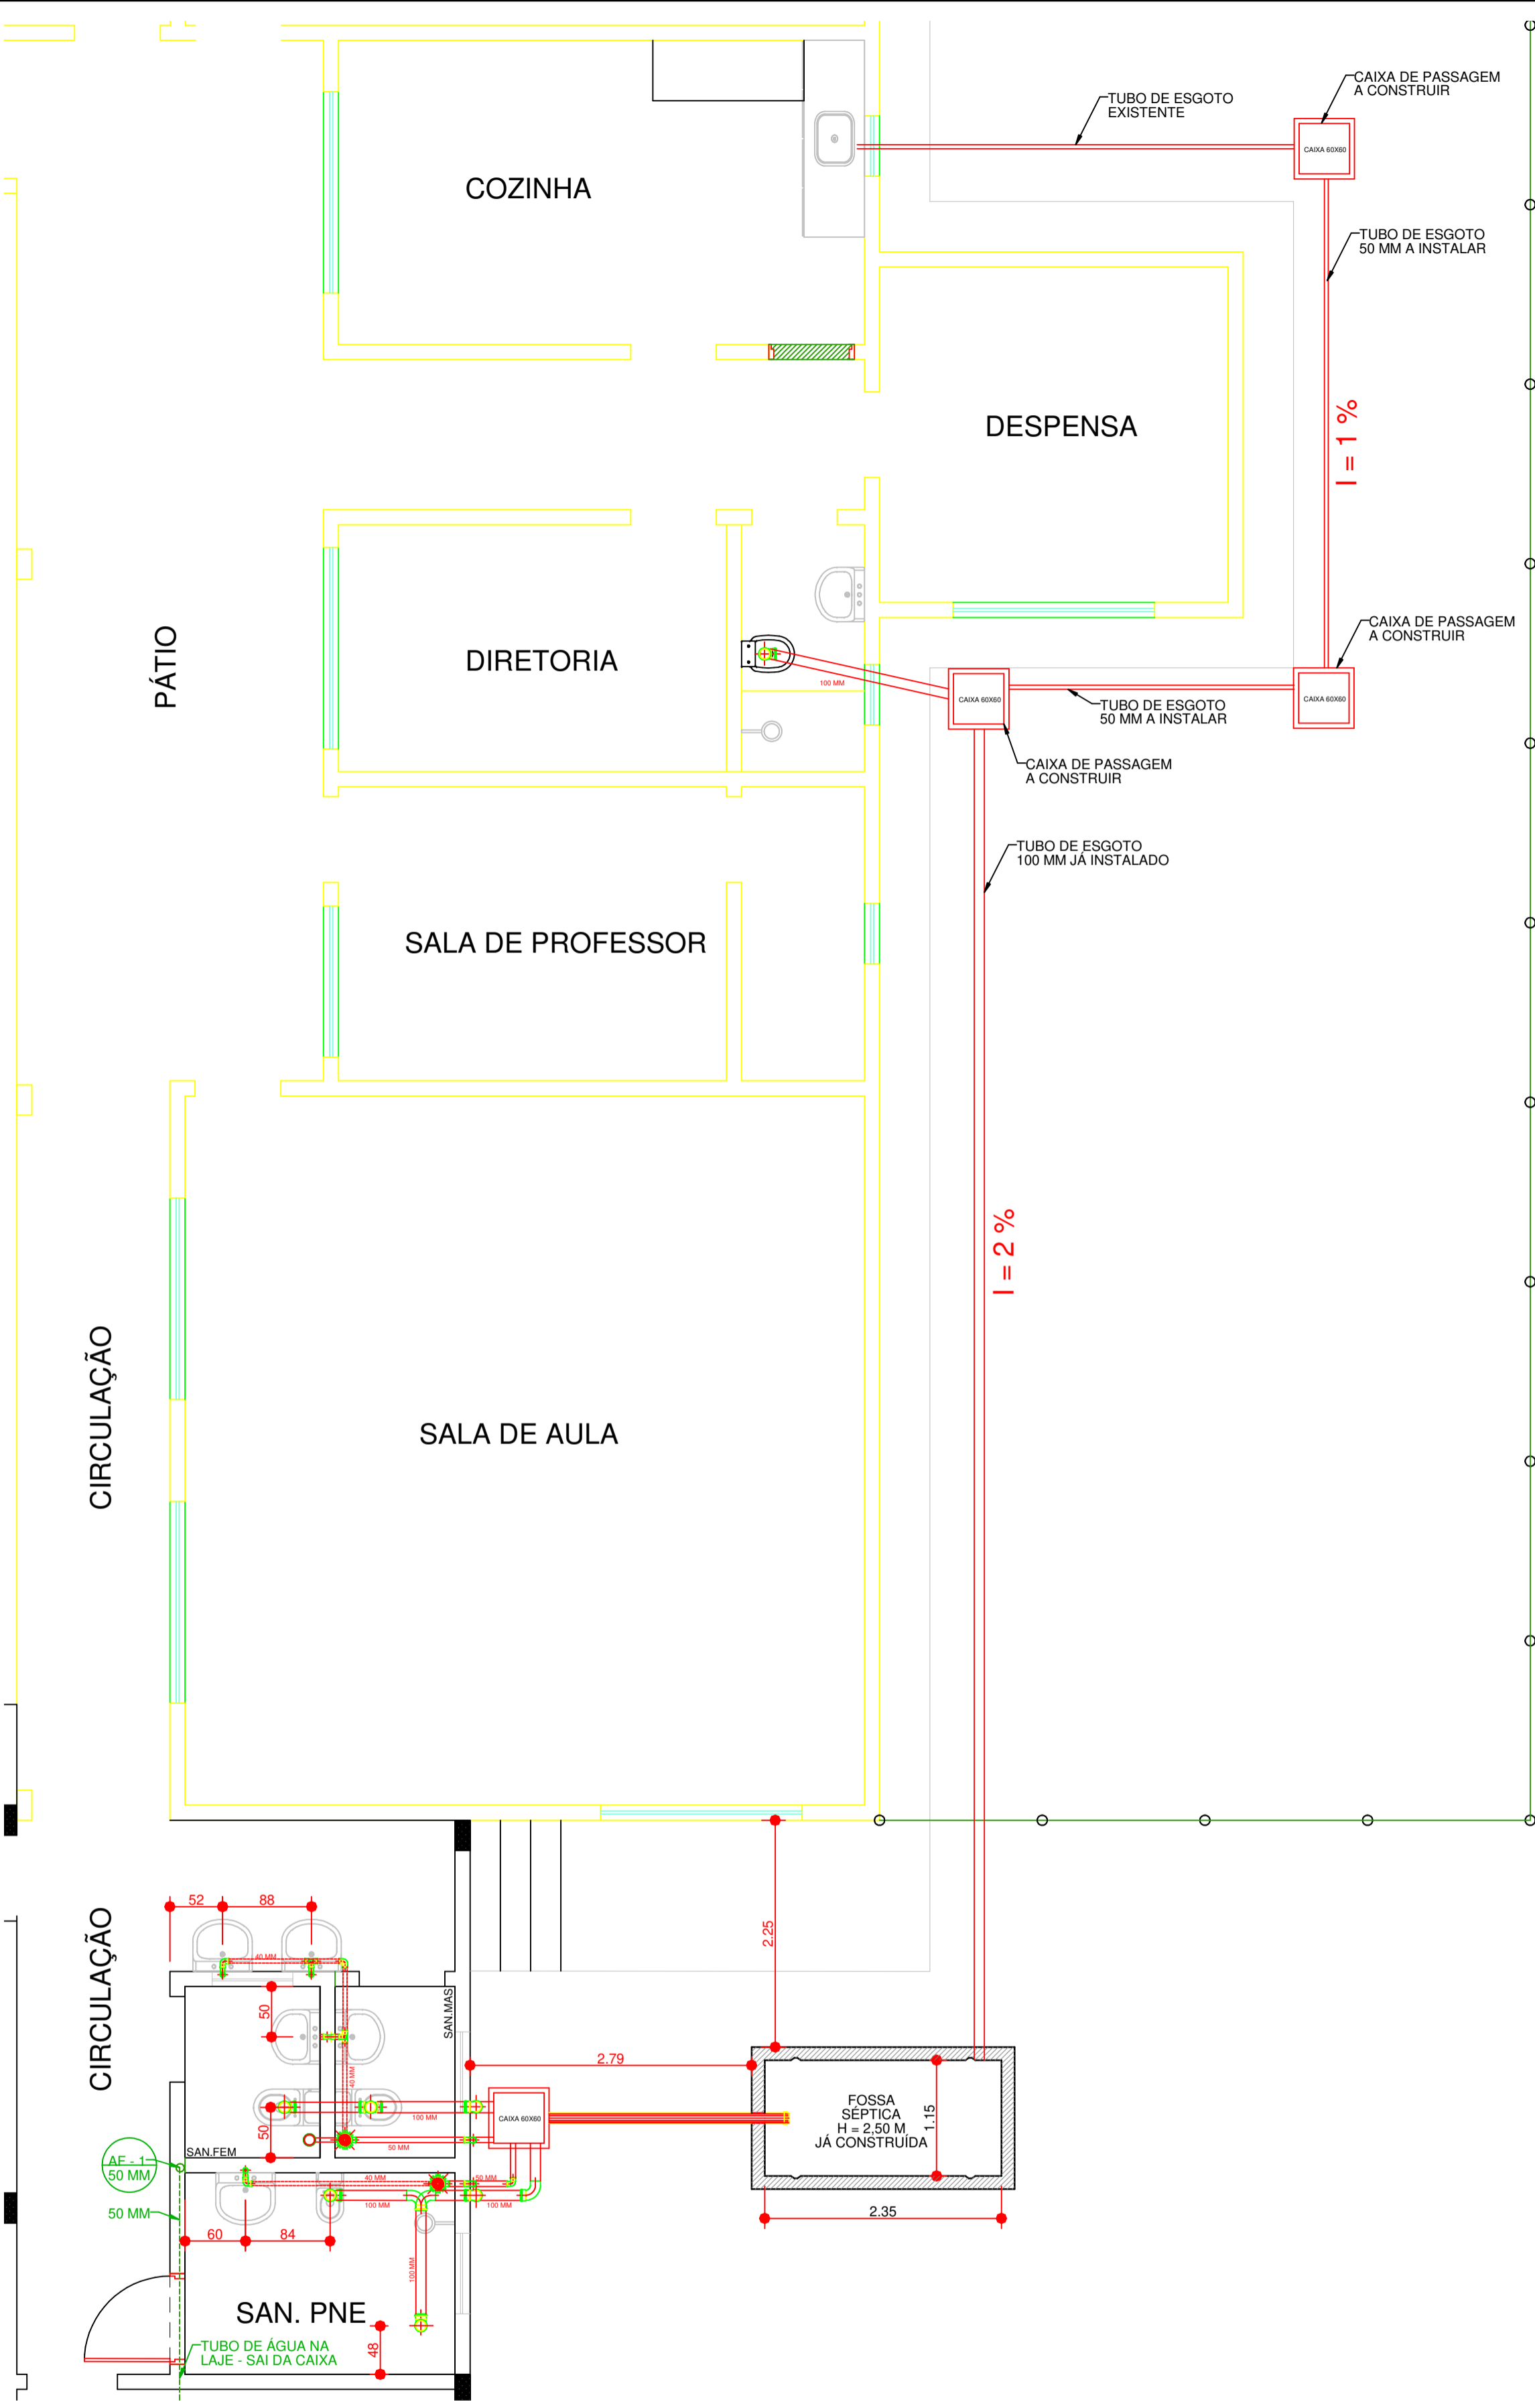 CAIXA DE PASSAGEM
A CONSTRUIR
TUBO DE ESGOTO
EXISTENTE
CAIXA 60X60
COZINHA
TUBO DE ESGOTO
50 MM A INSTALAR
DESPENSA
I = 1 %
CAIXA DE PASSAGEM
A CONSTRUIR
PÁTIO
DIRETORIA
100 MM
CAIXA 60X60
TUBO DE ESGOTO
50 MM A INSTALAR
CAIXA 60X60
CAIXA DE PASSAGEM
A CONSTRUIR
TUBO DE ESGOTO
100 MM JÁ INSTALADO
SALA DE PROFESSOR
I = 2 %
CIRCULAÇÃO
SALA DE AULA
52
88
2.25
CIRCULAÇÃO
40 MM
50
SAN.MAS
2.79
40 MM
50
100 MM
CAIXA 60X60
FOSSA
SÉPTICA
H = 2,50 M
JÁ CONSTRUÍDA
1.15
50 MM
SAN.FEM
AF - 1
50 MM
40 MM
50 MM
100 MM
100 MM
50 MM
2.35
60
84
100 MM
SAN. PNE
48
TUBO DE ÁGUA NA
LAJE - SAI DA CAIXA